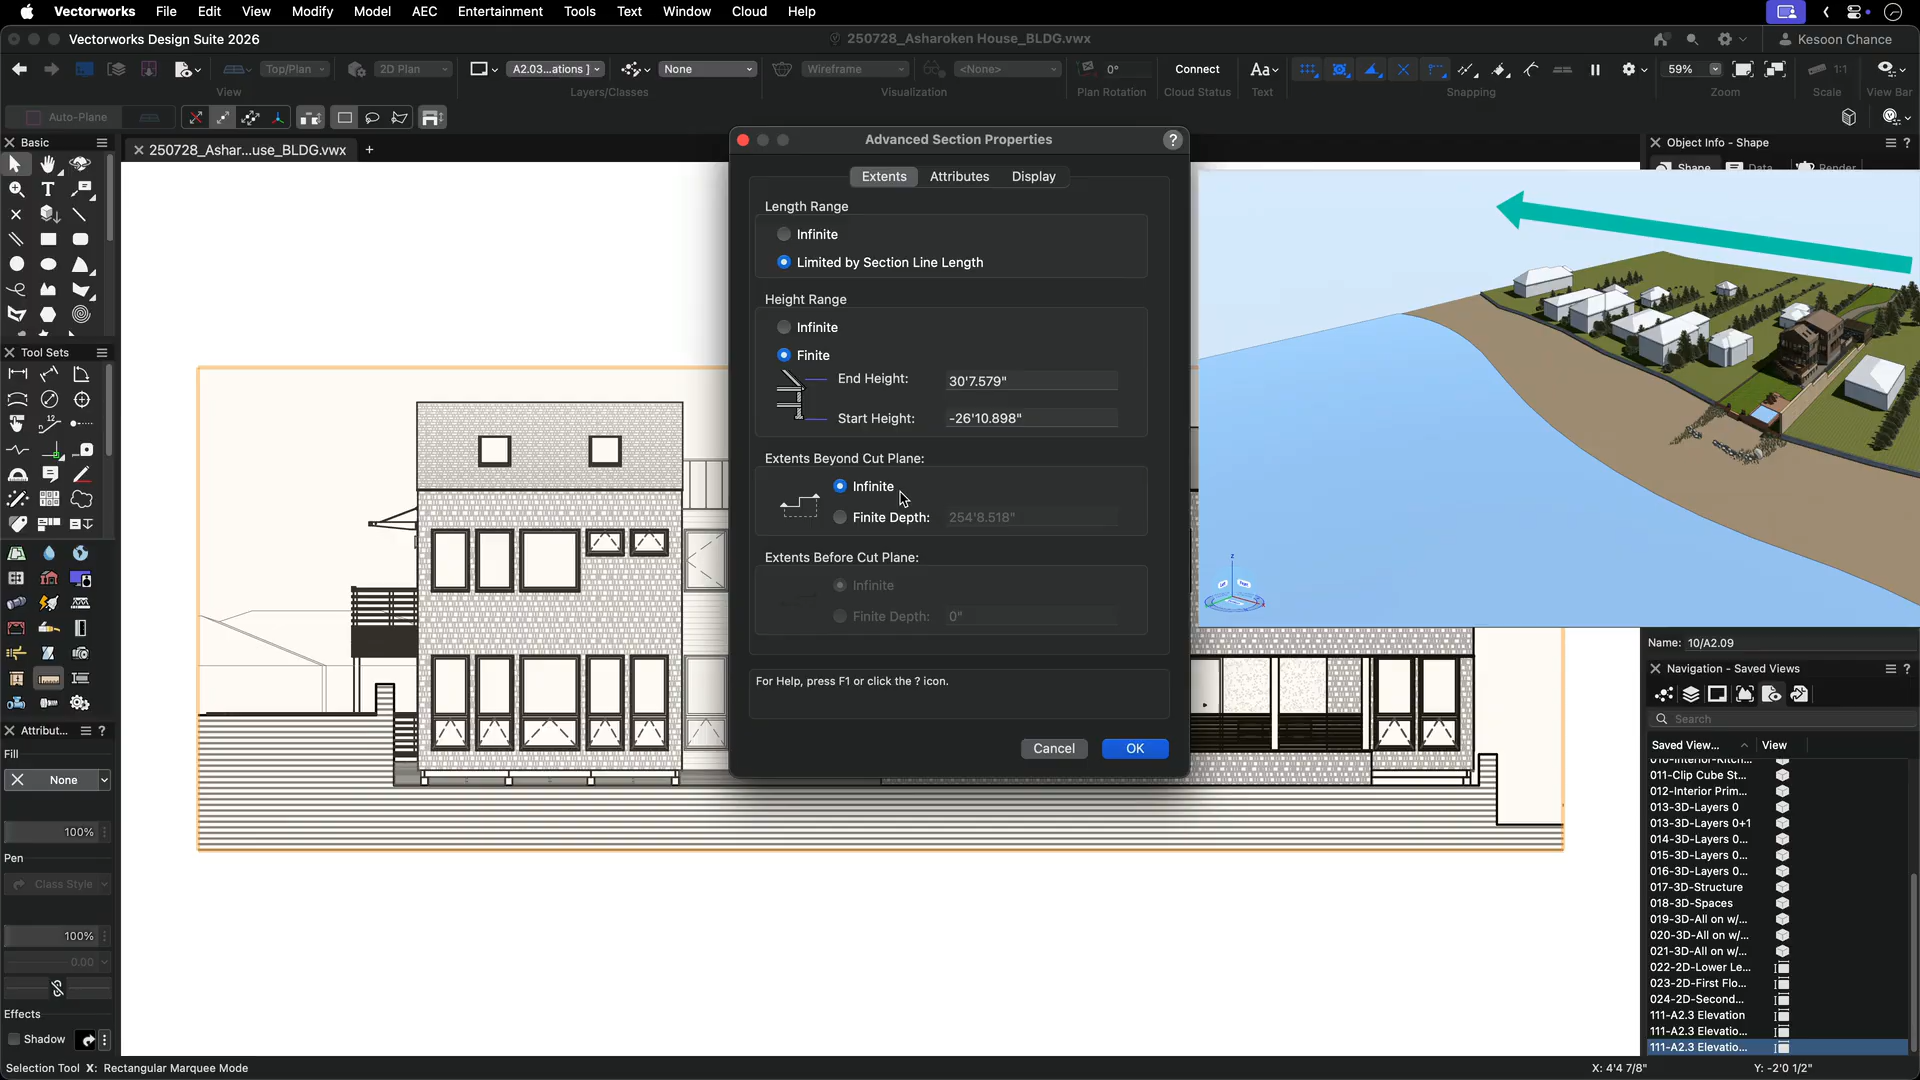 Vectorworks File Edit View Modify Model AEC Entertainment Tools Text Window Cloud Help
Vectorworks Design Suite 2026
250728_Asharoken House_BLDG.vwx
Kesoon Chance
Top/Plan
2D Plan
A2.03...ations ]
None
Wireframe
<None>
0°
Connect
Aa
59%
1:1
View
Layers/Classes
Visualization
Plan Rotation
Cloud Status
Text
Snapping
Zoom
Scale
View Bar
Auto-Plane
Basic
250728_Ashar...use_BLDG.vwx
+
Tool Sets
Attribut... ?
Fill
None
100%
Pen
Class Style
100%
0.00
Effects
Shadow
Advanced Section Properties
?
Extents Attributes Display
Length Range
Infinite
Limited by Section Line Length
Height Range
Infinite
Finite
End Height: 30'7.579"
Start Height: -26'10.898"
Extents Beyond Cut Plane:
Infinite
Finite Depth: 254'8.518"
Extents Before Cut Plane:
Infinite
Finite Depth: 0"
For Help, press F1 or click the ? icon.
Cancel OK
Object Info - Shape ?
Shape Data Render
Name: 10/A2.09
Navigation - Saved Views ?
Search
Saved View... View
010-Interior-Kitch...
011-Clip Cube St...
012-Interior Prim...
013-3D-Layers 0
013-3D-Layers 0+1
014-3D-Layers 0...
015-3D-Layers 0...
016-3D-Layers 0...
017-3D-Structure
018-3D-Spaces
019-3D-All on w/...
020-3D-All on w/...
021-3D-All on w/...
022-2D-Lower Le...
023-2D-First Flo...
024-2D-Second...
111-A2.3 Elevation
111-A2.3 Elevatio...
111-A2.3 Elevatio...
Selection Tool X: Rectangular Marquee Mode
X: 4'4 7/8"
Y: -2'0 1/2"